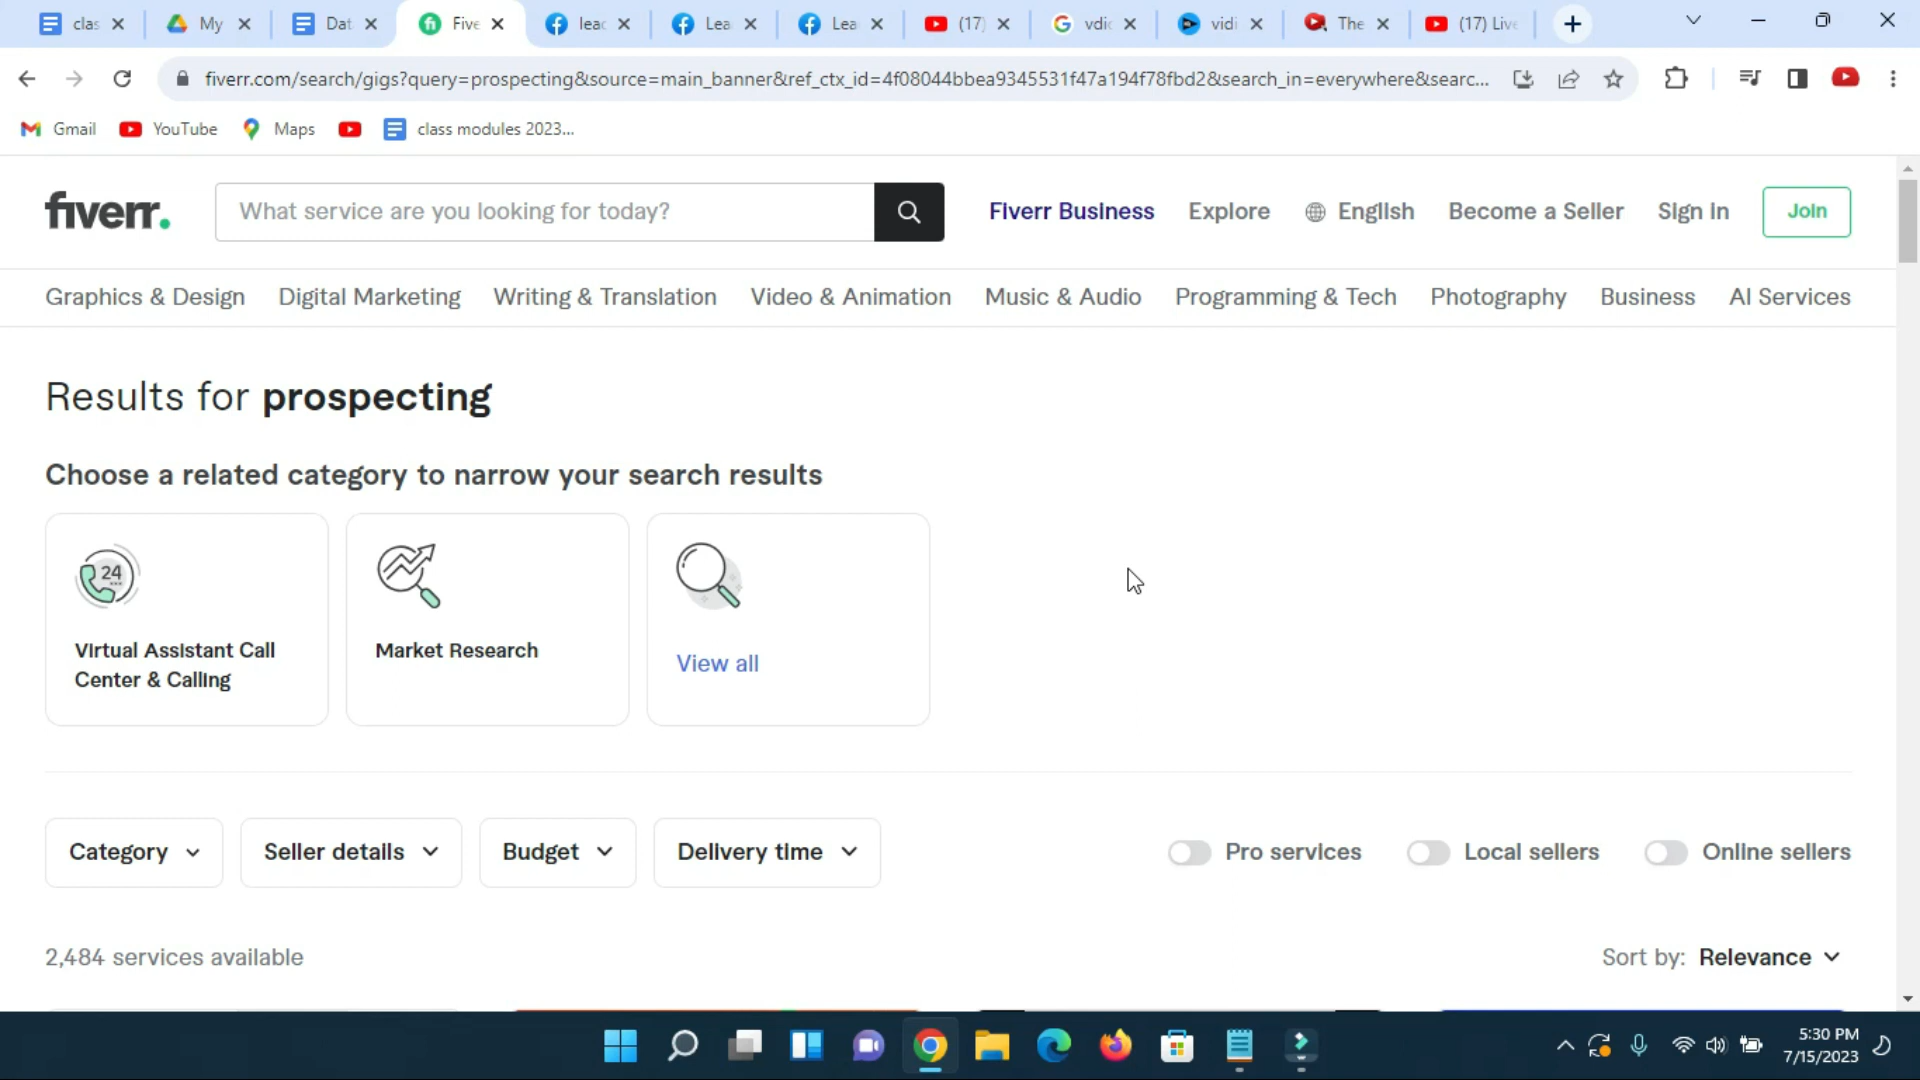 clas My Dat Five leac Lea Lea (17) vdic vidi The (17) Live
fiverr.com/search/gigs?query=prospecting&source=main_banner&ref_ctx_id=4f08044bbea9345531f47a194f78fbd2&search_in=everywhere&searc...
Gmail YouTube Maps class modules 2023...
fiverr. What service are you looking for today? Fiverr Business Explore English Become a Seller Sign In Join
Graphics & Design Digital Marketing Writing & Translation Video & Animation Music & Audio Programming & Tech Photography Business AI Services
Results for prospecting
Choose a related category to narrow your search results
24
Virtual Assistant Call
Center & Calling
Market Research
View all
Category Seller details Budget Delivery time Pro services Local sellers Online sellers
2,484 services available Sort by: Relevance
5:30 PM
7/15/2023